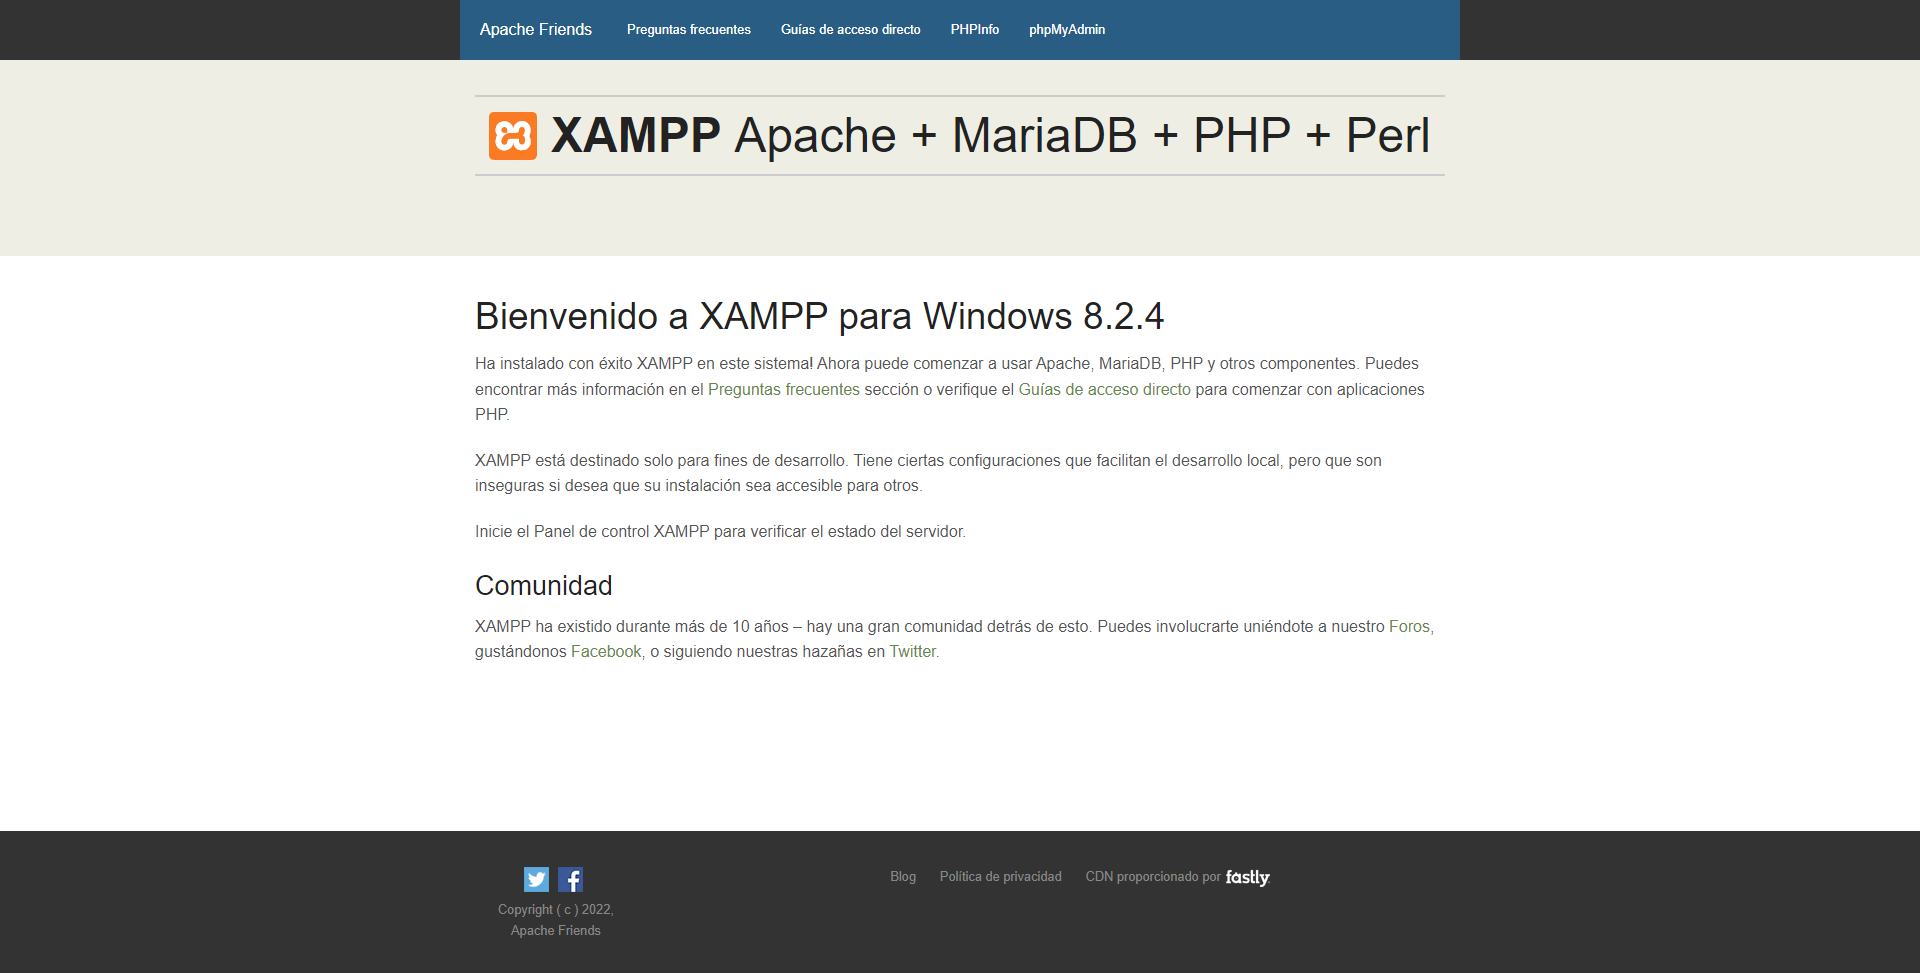 Apache Friends Preguntas frecuentes Guías de acceso directo PHPInfo phpMyAdmin
XAMPP Apache + MariaDB + PHP + Perl
Bienvenido a XAMPP para Windows 8.2.4
Ha instalado con éxito XAMPP en este sistema! Ahora puede comenzar a usar Apache, MariaDB, PHP y otros componentes. Puedes
encontrar más información en el Preguntas frecuentes sección o verifique el Guías de acceso directo para comenzar con aplicaciones
PHP.
XAMPP está destinado solo para fines de desarrollo. Tiene ciertas configuraciones que facilitan el desarrollo local, pero que son
inseguras si desea que su instalación sea accesible para otros.
Inicie el Panel de control XAMPP para verificar el estado del servidor.
Comunidad
XAMPP ha existido durante más de 10 años – hay una gran comunidad detrás de esto. Puedes involucrarte uniéndote a nuestro Foros,
gustándonos Facebook, o siguiendo nuestras hazañas en Twitter.
Blog Política de privacidad CDN proporcionado por fastly
Copyright ( c ) 2022,
Apache Friends